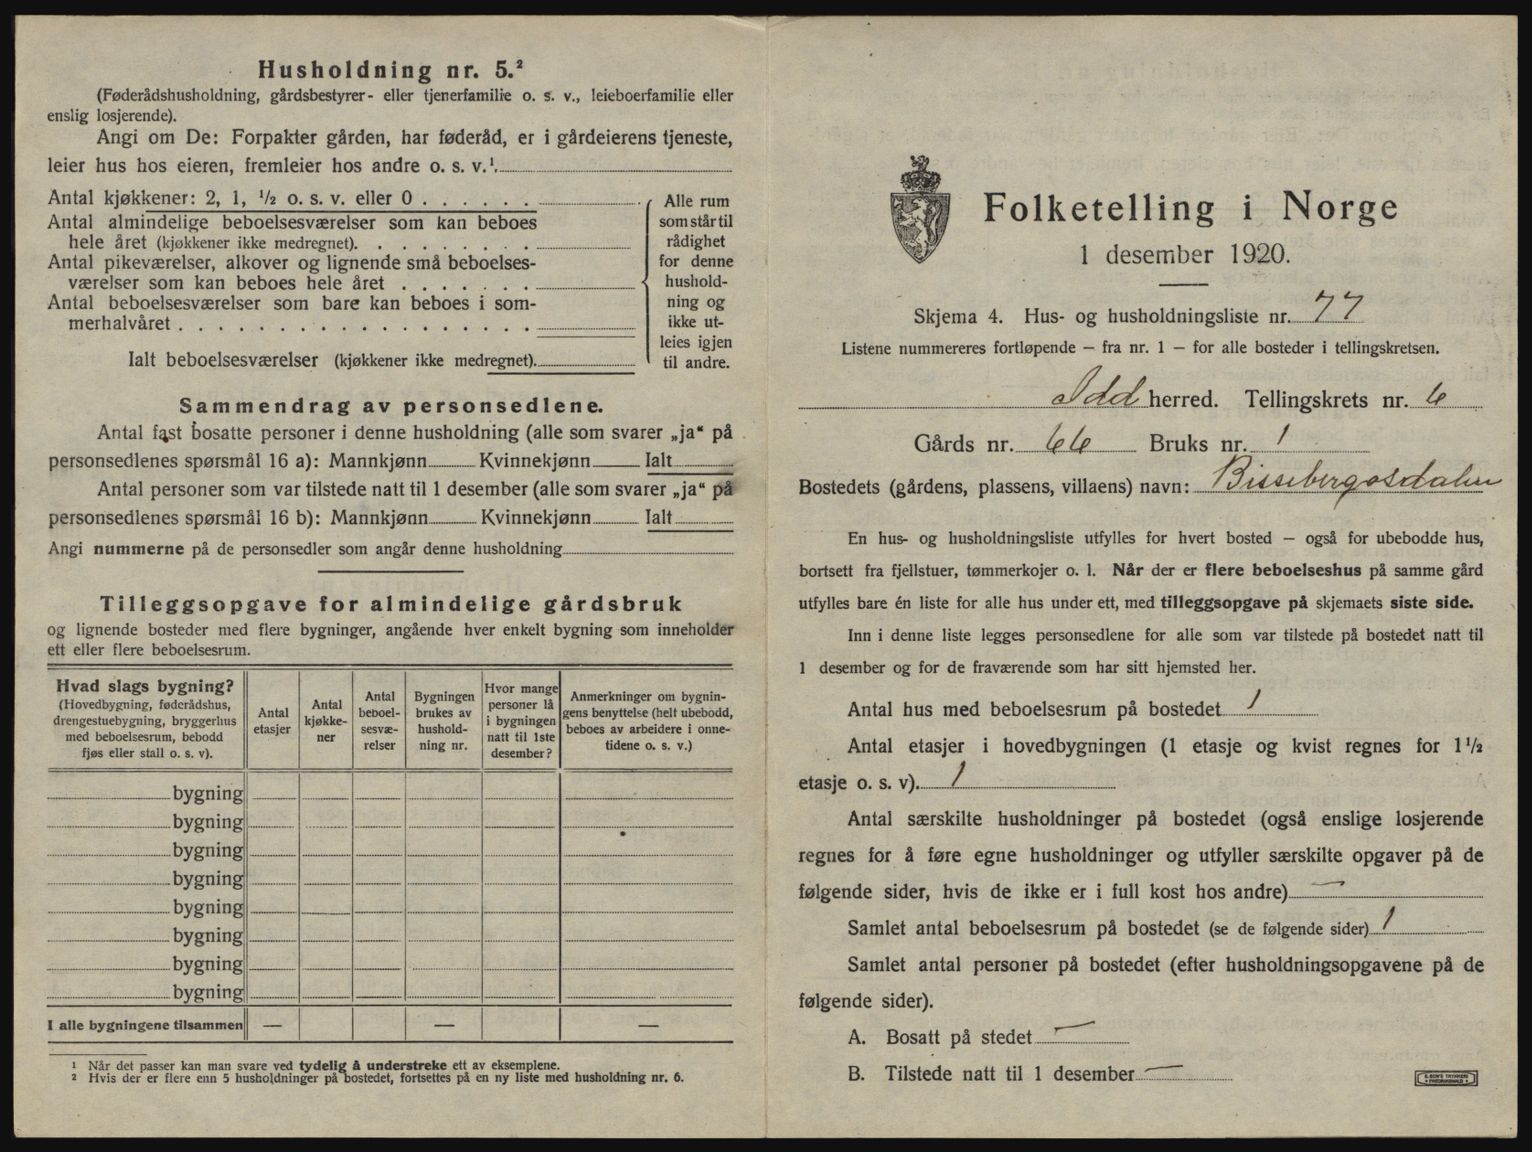 Husholdning nr. 5.²
(Føderådshusholdning, gårdsbestyrer- eller tjenerfamilie o. s. v., leieboerfamilie eller
enslig losjerende).
Angi om De: Forpakter gården, har føderåd, er i gårdeierens tjeneste,
leier hus hos eieren, fremleier hos andre o. s. v.¹.
Antal kjøkkener: 2, 1, ½ o. s. v. eller 0 . . . . . .
Antal almindelige beboelsesværelser som kan beboes
hele året (kjøkkener ikke medregnet). . . . . . . . .
Antal pikeværelser, alkover og lignende små beboelses-
værelser som kan beboes hele året . . . . . . .
Antal beboelsesværelser som bare kan beboes i som-
merhalvåret . . . . . . . . . . . . . . . . . .
Ialt beboelsesværelser (kjøkkener ikke medregnet).
Alle rum
som står til
rådighet
for denne
hushold-
ning og
ikke ut-
leies igjen
til andre.
Sammendrag av personsedlene.
Antal fast bosatte personer i denne husholdning (alle som svarer „ja“ på
personsedlenes spørsmål 16 a): Mannkjønn Kvinnekjønn Ialt
Antal personer som var tilstede natt til 1 desember (alle som svarer „ja“ på
personsedlenes spørsmål 16 b): Mannkjønn Kvinnekjønn Ialt
Angi nummerne på de personsedler som angår denne husholdning
Tilleggsopgave for almindelige gårdsbruk
og lignende bosteder med flere bygninger, angående hver enkelt bygning som inneholder
ett eller flere beboelsesrum.
Hvad slags bygning?
(Hovedbygning, føderådshus,
drengestuebygning, bryggerhus
med beboelsesrum, bebodd
fjøs eller stall o. s. v).
Antal
etasjer
Antal
kjøkke-
ner
Antal
beboel-
sesvæ-
relser
Bygningen
brukes av
hushold-
ning nr.
Hvor mange
personer lå
i bygningen
natt til 1ste
desember?
Anmerkninger om bygnin-
gens benyttelse (helt ubebodd,
beboes av arbeidere i onne-
tidene o. s. v.)
bygning
bygning
bygning
bygning
bygning
bygning
bygning
bygning
I alle bygningene tilsammen — — —
¹ Når det passer kan man svare ved tydelig å understreke ett av eksemplene.
² Hvis der er flere enn 5 husholdninger på bostedet, fortsettes på en ny liste med husholdning nr. 6.
Folketelling i Norge
1 desember 1920.
Skjema 4. Hus- og husholdningsliste nr. 77
Listene nummereres fortløpende — fra nr. 1 — for alle bosteder i tellingskretsen.
Idd herred. Tellingskrets nr. 6
Gårds nr. 66 Bruks nr. 1
Bostedets (gårdens, plassens, villaens) navn: Bissebergosdalen
En hus- og husholdningsliste utfylles for hvert bosted — også for ubebodde hus,
bortsett fra fjellstuer, tømmerkojer o. l. Når der er flere beboelseshus på samme gård
utfylles bare én liste for alle hus under ett, med tilleggsopgave på skjemaets siste side.
Inn i denne liste legges personsedlene for alle som var tilstede på bostedet natt til
1 desember og for de fraværende som har sitt hjemsted her.
Antal hus med beboelsesrum på bostedet 1
Antal etasjer i hovedbygningen (1 etasje og kvist regnes for 1½
etasje o. s. v). 1
Antal særskilte husholdninger på bostedet (også enslige losjerende
regnes for å føre egne husholdninger og utfyller særskilte opgaver på de
følgende sider, hvis de ikke er i full kost hos andre) —
Samlet antal beboelsesrum på bostedet (se de følgende sider) 1
Samlet antal personer på bostedet (efter husholdningsopgavene på de
følgende sider).
A. Bosatt på stedet —
B. Tilstede natt til 1 desember —